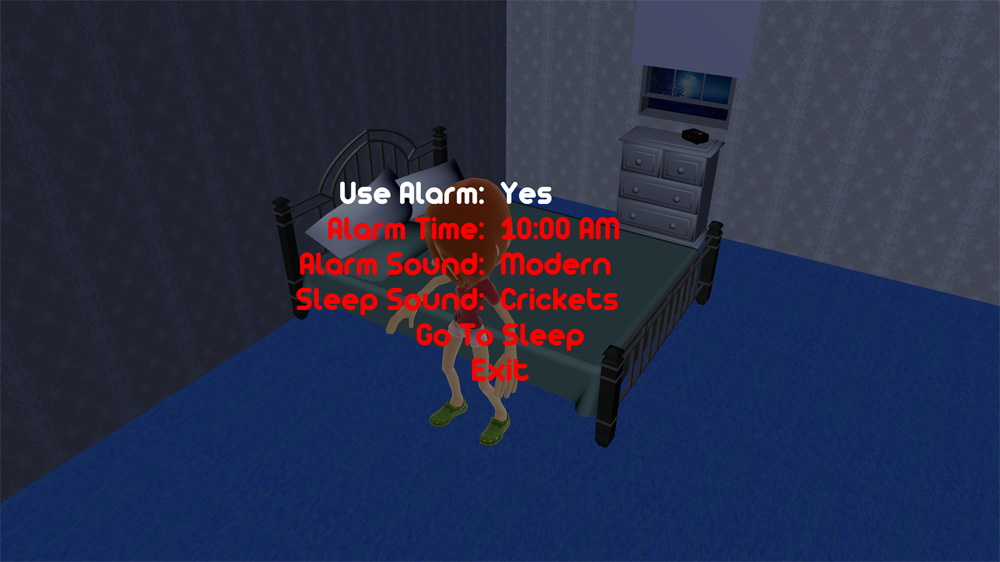 Use Alarm: Yes
Alarm Time: 10:00 AM
Alarm Sound: Modern
Sleep Sound: Crickets
Go To Sleep
Exit